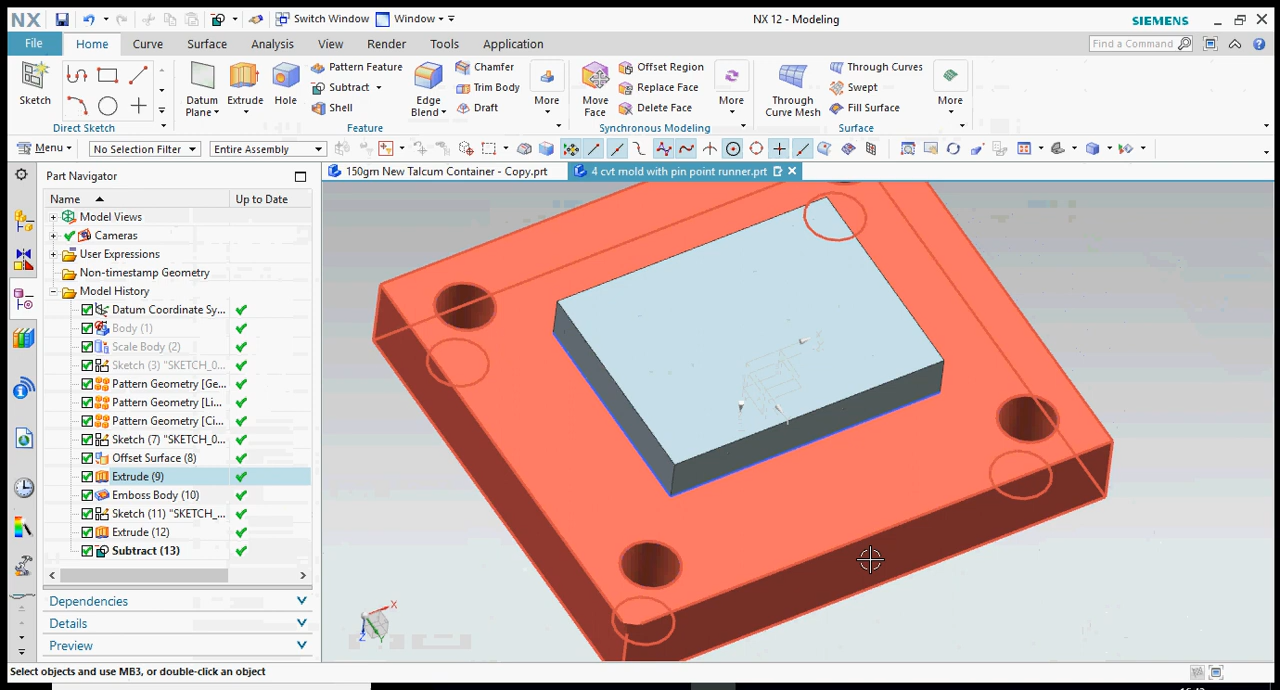 NX
Switch Window
Window
NX 12 - Modeling
SIEMENS
File
Home
Curve
Surface
Analysis
View
Render
Tools
Application
Find a Command
Sketch
Direct Sketch
Datum Plane
Extrude
Hole
Pattern Feature
Subtract
Shell
Edge Blend
Chamfer
Trim Body
Draft
More
Feature
Move Face
Offset Region
Replace Face
Delete Face
More
Synchronous Modeling
Through Curve Mesh
Through Curves
Swept
Fill Surface
More
Surface
Menu
No Selection Filter
Entire Assembly
Part Navigator
150gm New Talcum Container - Copy.prt
4 cvt mold with pin point runner.prt
Name
Up to Date
Model Views
Cameras
User Expressions
Non-timestamp Geometry
Model History
Datum Coordinate Sy...
Body (1)
Scale Body (2)
Sketch (3) "SKETCH_0...
Pattern Geometry [Ge...
Pattern Geometry [Li...
Pattern Geometry [Ci...
Sketch (7) "SKETCH_0...
Offset Surface (8)
Extrude (9)
Emboss Body (10)
Sketch (11) "SKETCH_...
Extrude (12)
Subtract (13)
Dependencies
Details
Preview
X
Y
Z
Select objects and use MB3, or double-click an object